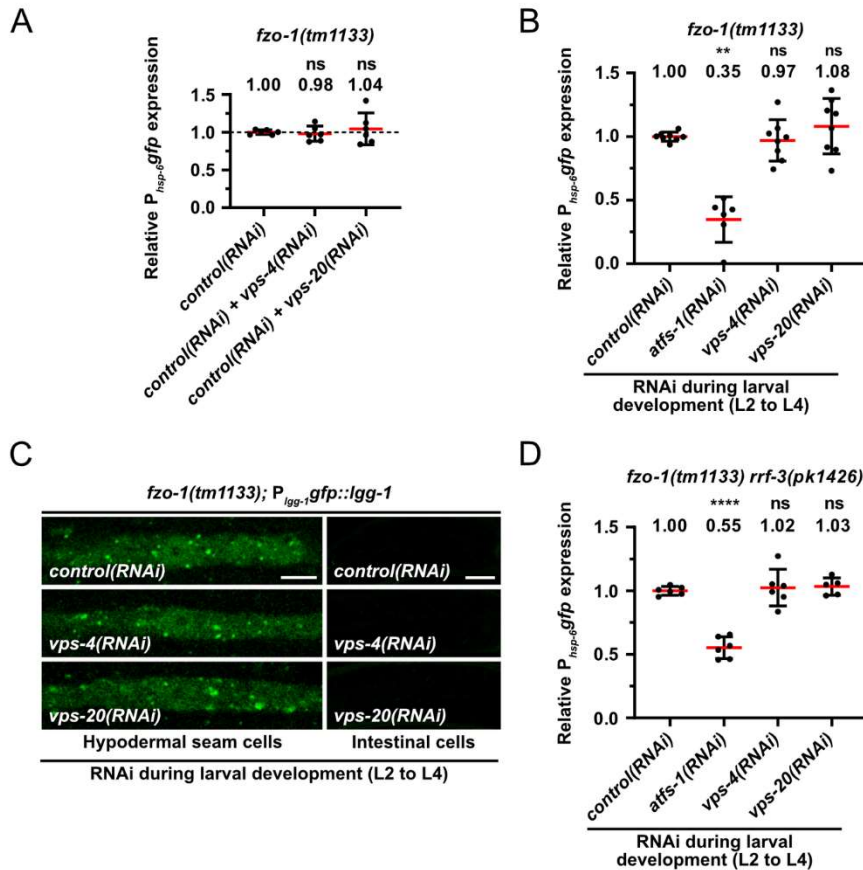 A
fzo-1(tm1133)
ns ns
1.00 0.98 1.04
Relative Phsp-6gfp expression
1.5
1.0
0.5
0.0
control(RNAi)
control(RNAi) + vps-4(RNAi)
control(RNAi) + vps-20(RNAi)
B
fzo-1(tm1133)
** ns ns
1.00 0.35 0.97 1.08
Relative Phsp-6gfp expression
1.5
1.0
0.5
0.0
control(RNAi)
atfs-1(RNAi)
vps-4(RNAi)
vps-20(RNAi)
RNAi during larval
development (L2 to L4)
C
fzo-1(tm1133); Plgg-1gfp::lgg-1
control(RNAi) control(RNAi)
vps-4(RNAi) vps-4(RNAi)
vps-20(RNAi) vps-20(RNAi)
Hypodermal seam cells Intestinal cells
RNAi during larval development (L2 to L4)
D
fzo-1(tm1133) rrf-3(pk1426)
**** ns ns
1.00 0.55 1.02 1.03
Relative Phsp-6gfp expression
1.5
1.0
0.5
0.0
control(RNAi)
atfs-1(RNAi)
vps-4(RNAi)
vps-20(RNAi)
RNAi during larval
development (L2 to L4)